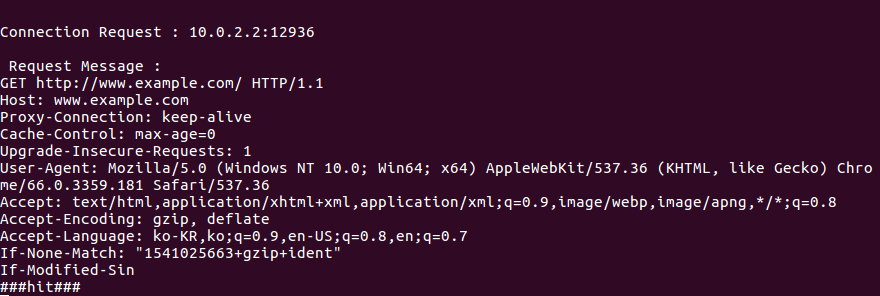 Connection Request : 10.0.2.2:12936
Request Message :
GET http://www.example.com/ HTTP/1.1
Host: www.example.com
Proxy-Connection: keep-alive
Cache-Control: max-age=0
Upgrade-Insecure-Requests: 1
User-Agent: Mozilla/5.0 (Windows NT 10.0; Win64; x64) AppleWebKit/537.36 (KHTML, like Gecko) Chro
me/66.0.3359.181 Safari/537.36
Accept: text/html,application/xhtml+xml,application/xml;q=0.9,image/webp,image/apng,*/*;q=0.8
Accept-Encoding: gzip, deflate
Accept-Language: ko-KR,ko;q=0.9,en-US;q=0.8,en;q=0.7
If-None-Match: "1541025663+gzip+ident"
If-Modified-Sin
###hit###